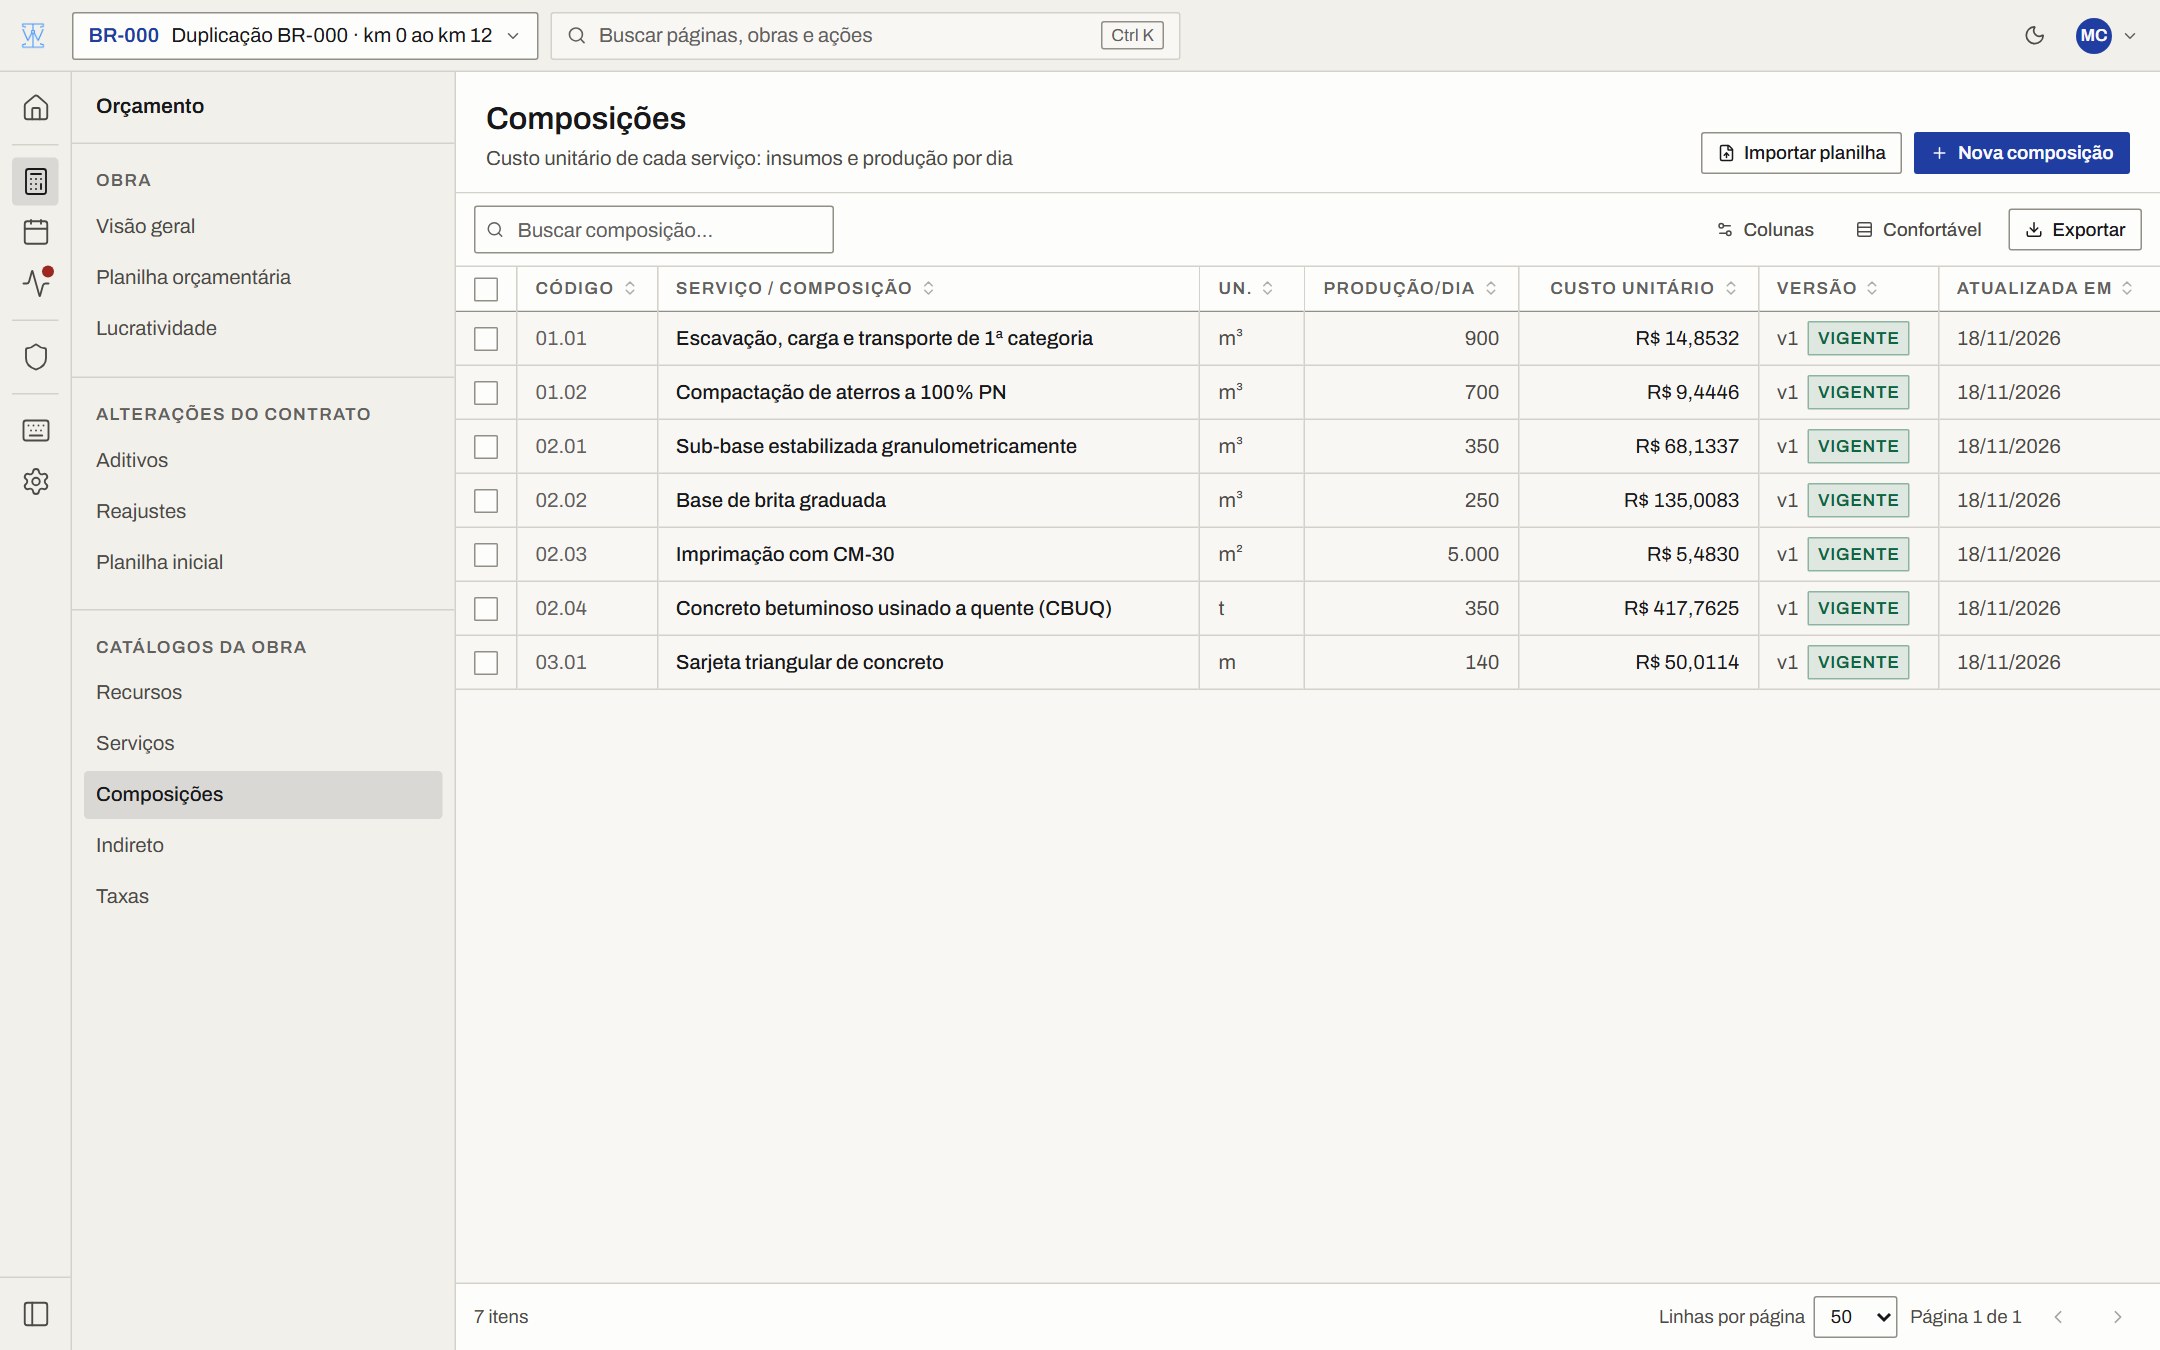 BR-000 Duplicação BR-000 · km 0 ao km 12
Buscar páginas, obras e ações Ctrl K
MC
Orçamento
OBRA
Visão geral
Planilha orçamentária
Lucratividade
ALTERAÇÕES DO CONTRATO
Aditivos
Reajustes
Planilha inicial
CATÁLOGOS DA OBRA
Recursos
Serviços
Composições
Indireto
Taxas
Composições
Custo unitário de cada serviço: insumos e produção por dia
Importar planilha
Nova composição
Buscar composição...
Colunas
Confortável
Exportar
CÓDIGO SERVIÇO / COMPOSIÇÃO UN. PRODUÇÃO/DIA CUSTO UNITÁRIO VERSÃO ATUALIZADA EM
01.01 Escavação, carga e transporte de 1ª categoria m³ 900 R$ 14,8532 v1 VIGENTE 18/11/2026
01.02 Compactação de aterros a 100% PN m³ 700 R$ 9,4446 v1 VIGENTE 18/11/2026
02.01 Sub-base estabilizada granulometricamente m³ 350 R$ 68,1337 v1 VIGENTE 18/11/2026
02.02 Base de brita graduada m³ 250 R$ 135,0083 v1 VIGENTE 18/11/2026
02.03 Imprimação com CM-30 m² 5.000 R$ 5,4830 v1 VIGENTE 18/11/2026
02.04 Concreto betuminoso usinado a quente (CBUQ) t 350 R$ 417,7625 v1 VIGENTE 18/11/2026
03.01 Sarjeta triangular de concreto m 140 R$ 50,0114 v1 VIGENTE 18/11/2026
7 itens
Linhas por página 50 Página 1 de 1